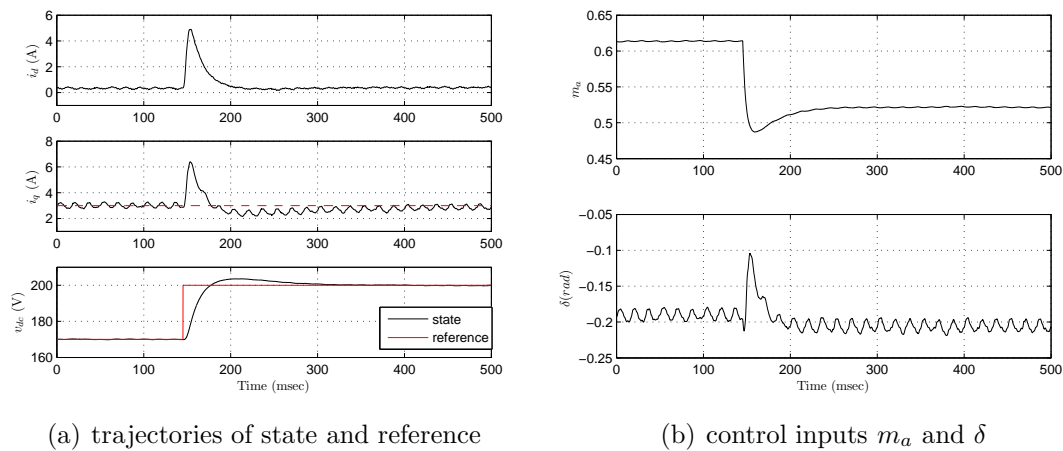 6
4
2
0
i_d (A)
0 100 200 300 400 500
8
6
4
2
i_q (A)
0 100 200 300 400 500
200
180
160
v_dc (V)
state
reference
0 100 200 300 400 500
Time (msec)
(a) trajectories of state and reference
0.65
0.6
0.55
0.5
0.45
m_a
0 100 200 300 400 500
−0.05
−0.1
−0.15
−0.2
−0.25
δ(rad)
0 100 200 300 400 500
Time (msec)
(b) control inputs m_a and δ